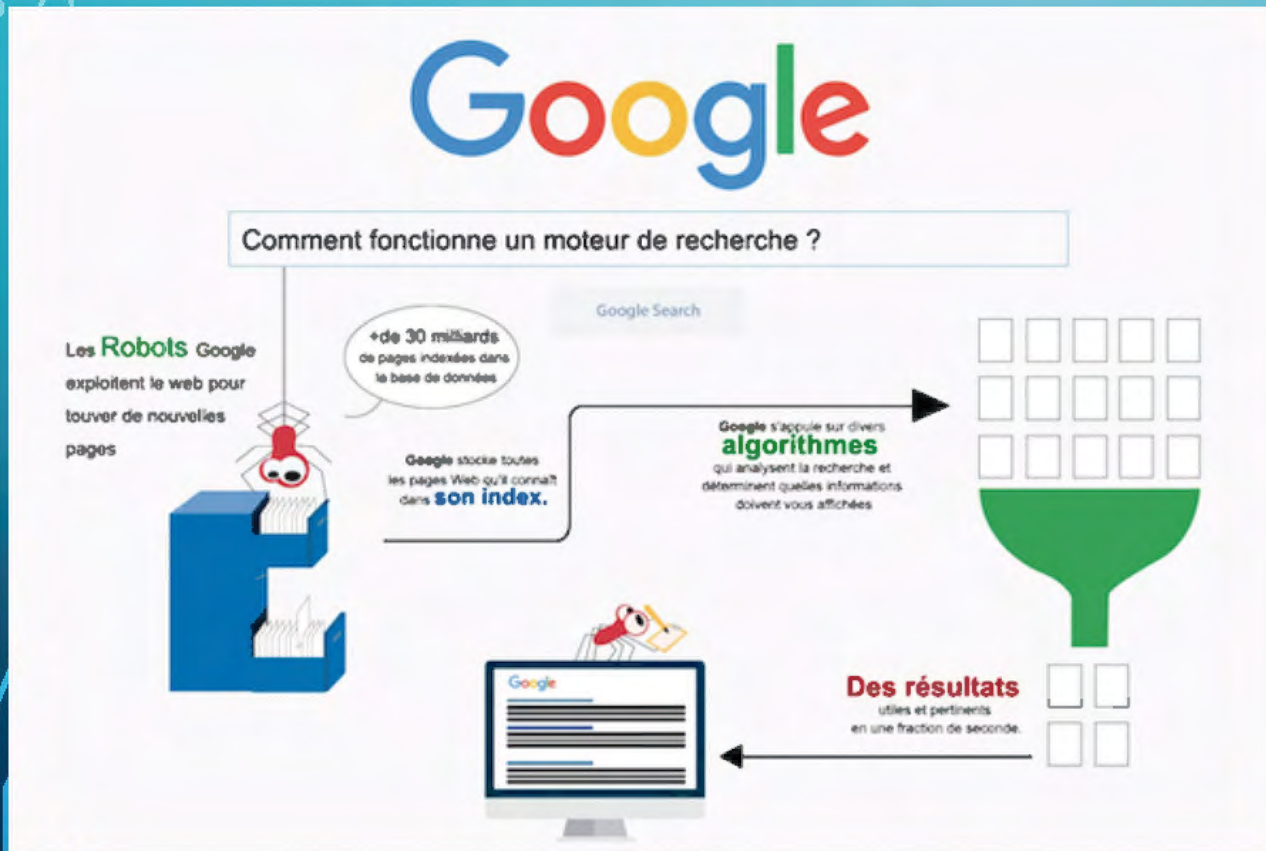 Google
Comment fonctionne un moteur de recherche ?
Google Search
Les Robots Google
exploitent le web pour
touver de nouvelles
pages
+de 30 milliards
de pages indexées dans
la base de données
Google stocke toutes
les pages Web qu'il connaît
dans son index.
Google s'appuie sur divers
algorithmes
qui analysent la recherche et
déterminent quelles informations
doivent vous affichées
Des résultats
utiles et pertinents
en une fraction de seconde.
Google